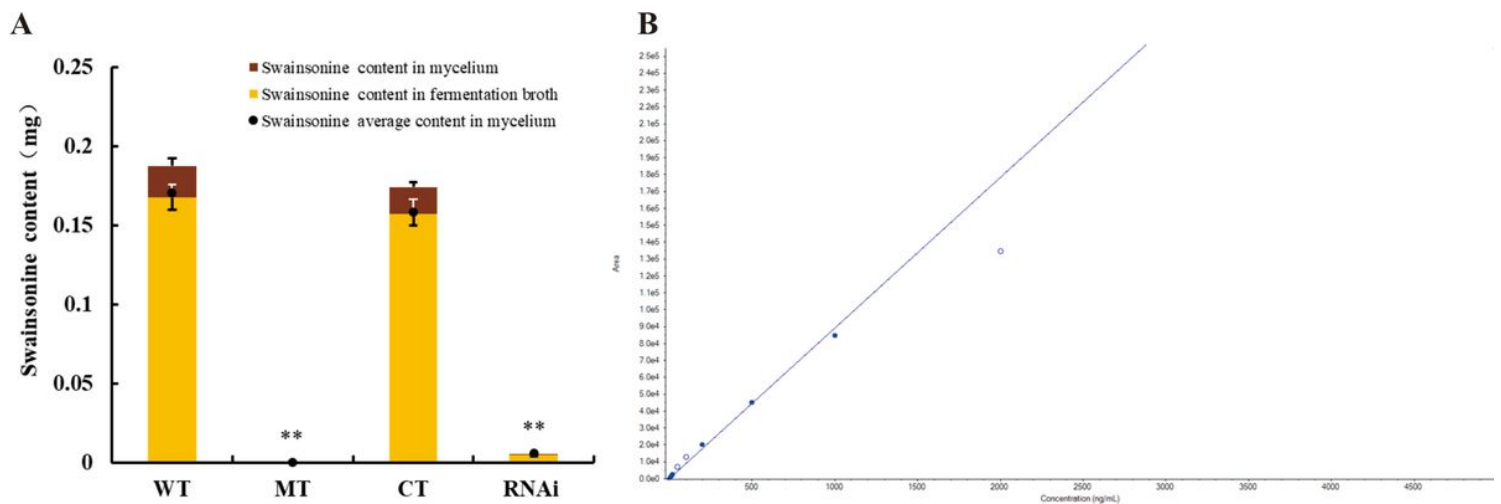 A
Swainsonine content（mg）
0.25
0.2
0.15
0.1
0.05
0
Swainsonine content in mycelium
Swainsonine content in fermentation broth
Swainsonine average content in mycelium
**
**
WT MT CT RNAi
B
Area
2.5e5
2.4e5
2.3e5
2.2e5
2.1e5
2.0e5
1.9e5
1.8e5
1.7e5
1.6e5
1.5e5
1.4e5
1.3e5
1.2e5
1.1e5
1.0e5
9.0e4
8.0e4
7.0e4
6.0e4
5.0e4
4.0e4
3.0e4
2.0e4
1.0e4
0.0e0
500 1000 1500 2000 2500 3000 3500 4000 4500
Concentration (ng/mL)